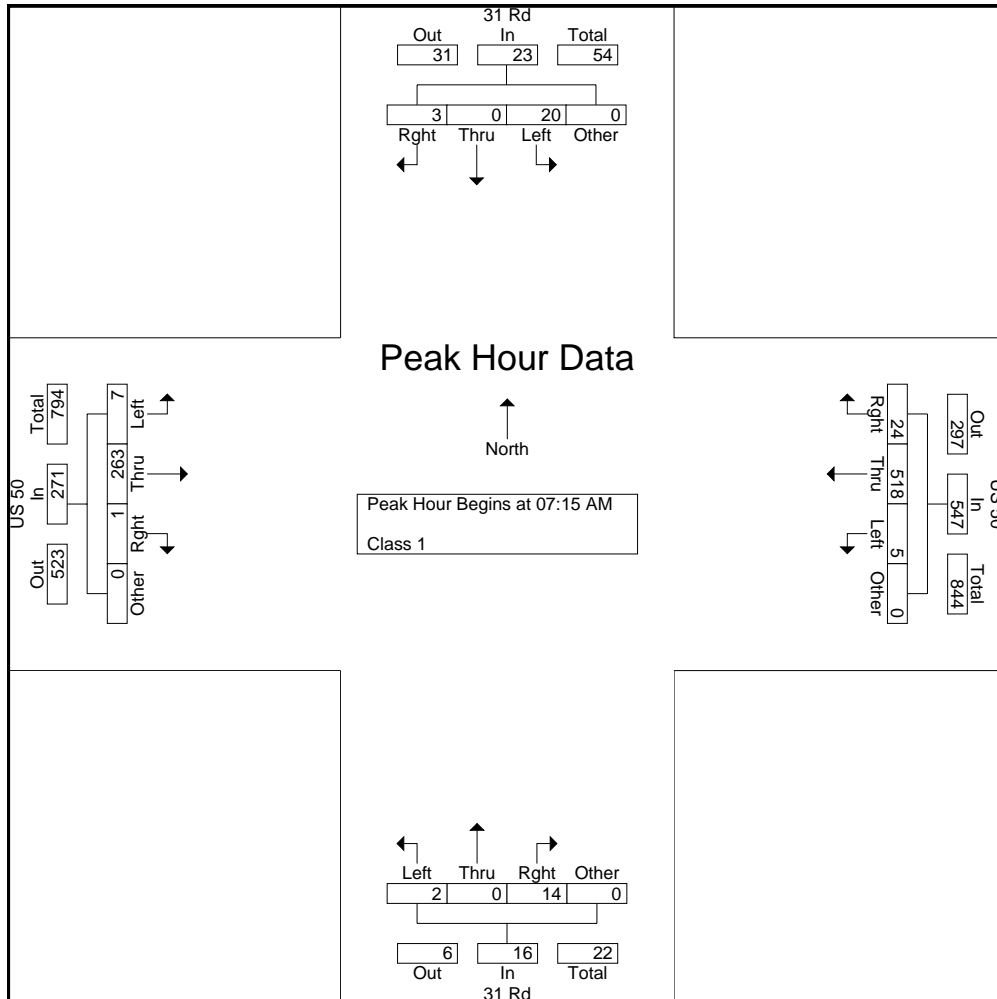 31 Rd
Out In Total
31 23 54
3 0 20 0
Rght Thru Left Other
Peak Hour Data
North
Peak Hour Begins at 07:15 AM
Class 1
US 50
Total In Out
794 271 523
7 263 1 0
Left Thru Rght Other
Rght Thru Left Other
24 518 5 0
Out In Total
297 547 844
US 50
Left Thru Rght Other
2 0 14 0
6 16 22
Out In Total
31 Rd